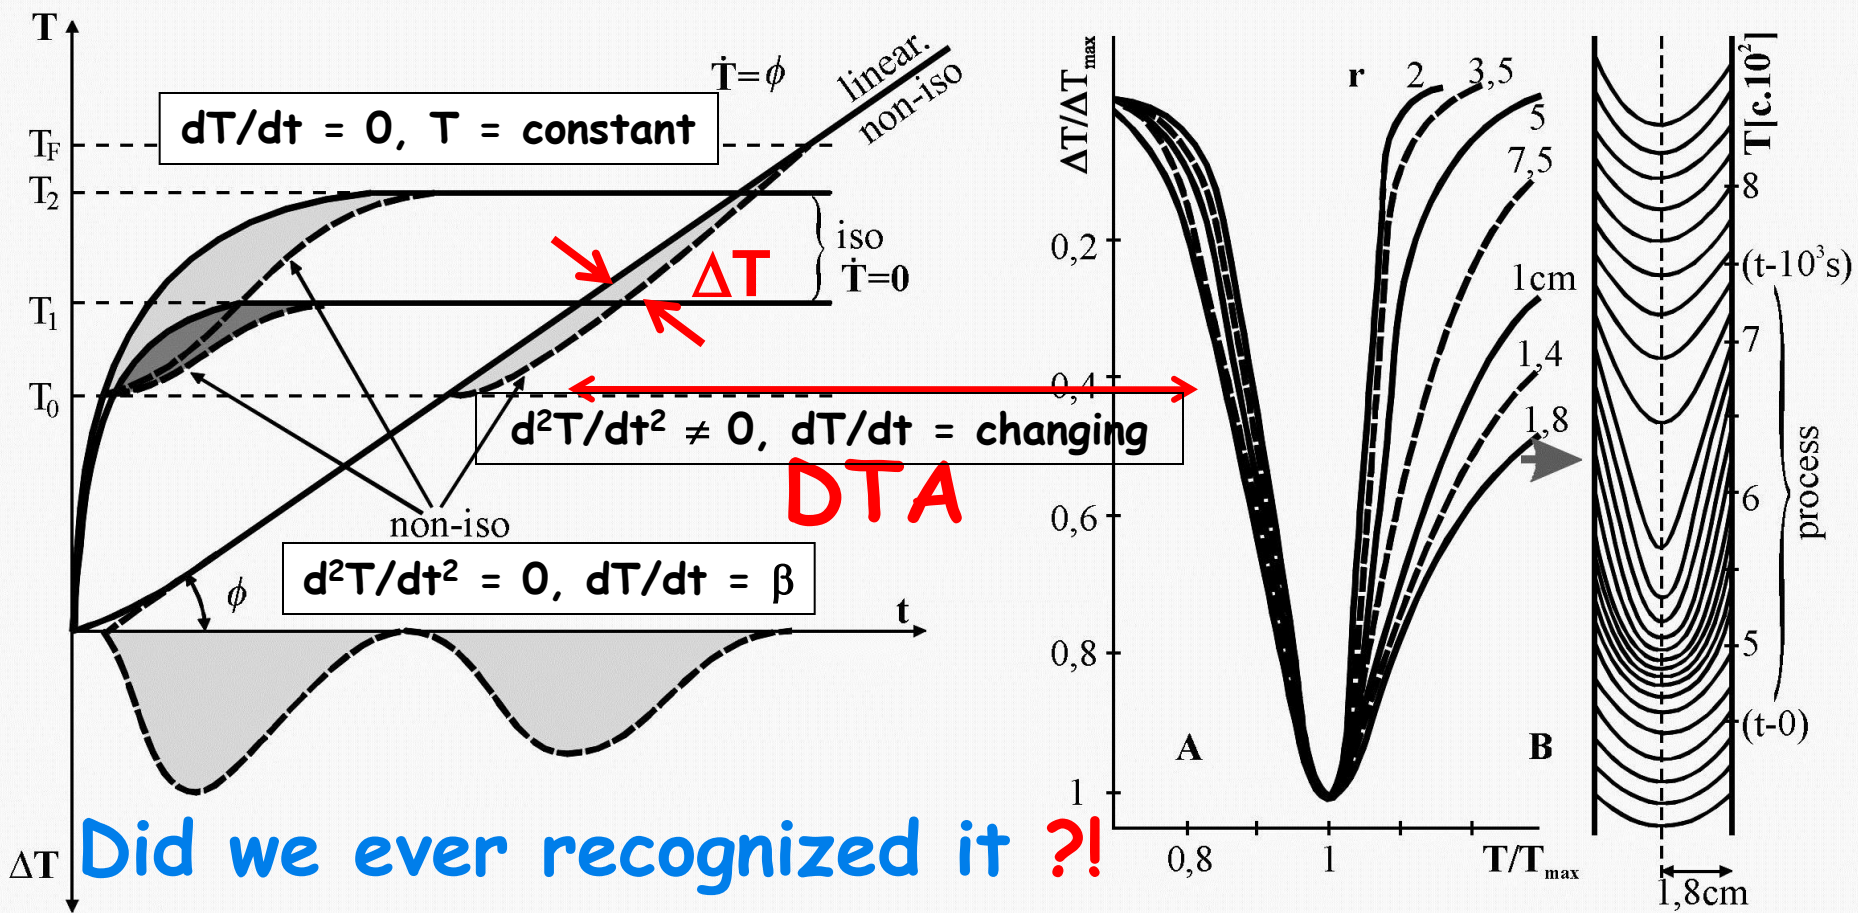 T
Ṫ=ϕ
linear.
non-iso
dT/dt = 0, T = constant
T_F
T₂
iso
Ṫ=0
ΔT
T₁
T₀
d²T/dt² ≠ 0, dT/dt = changing
DTA
non-iso
d²T/dt² = 0, dT/dt = β
ϕ
t
ΔT
Did we ever recognized it ?!
ΔT/ΔT_max
r
2
3,5
5
7,5
1cm
1,4
1,8
0,2
0,4
0,6
0,8
1
A
B
0,8
1
T/T_max
T[c.10²]
8
(t-10³s)
7
6
process
5
(t-0)
1,8cm